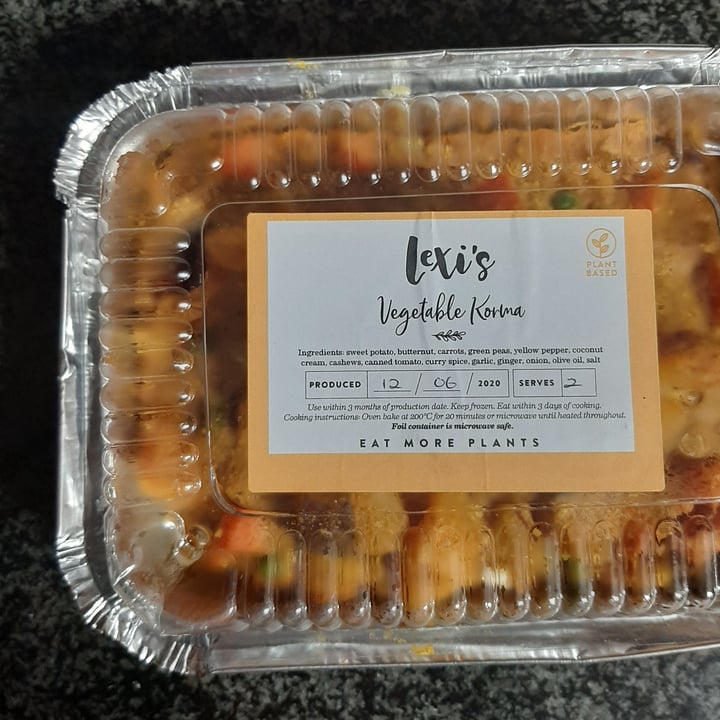 Lexi's
PLANT
BASED
Vegetable Korma
Ingredients: sweet potato, butternut, carrots, green peas, yellow pepper, coconut
cream, cashews, canned tomato, curry spice, garlic, ginger, onion, olive oil, salt
PRODUCED 12 / 06 / 2020 SERVES 2
Use within 3 months of production date. Keep frozen. Eat within 3 days of cooking.
Cooking instructions: Oven bake at 200°C for 20 minutes or microwave until heated throughout.
Foil container is microwave safe.
EAT MORE PLANTS